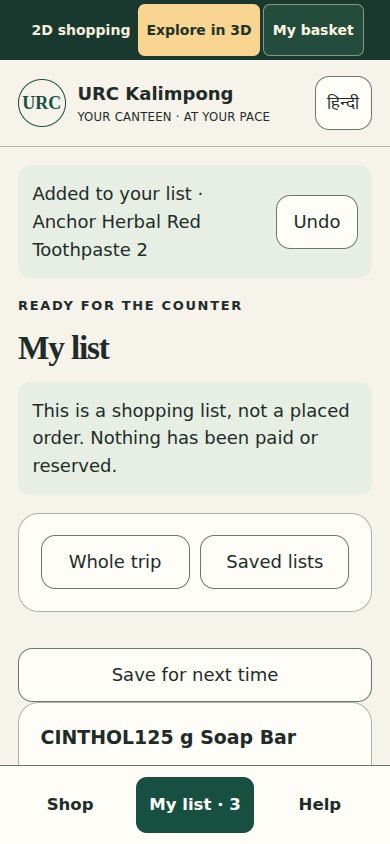 2D shopping
Explore in 3D
My basket
URC
URC Kalimpong
YOUR CANTEEN · AT YOUR PACE
हिन्दी
Added to your list ·
Anchor Herbal Red
Toothpaste 2
Undo
READY FOR THE COUNTER
My list
This is a shopping list, not a placed
order. Nothing has been paid or
reserved.
Whole trip
Saved lists
Save for next time
CINTHOL125 g Soap Bar
Shop
My list · 3
Help